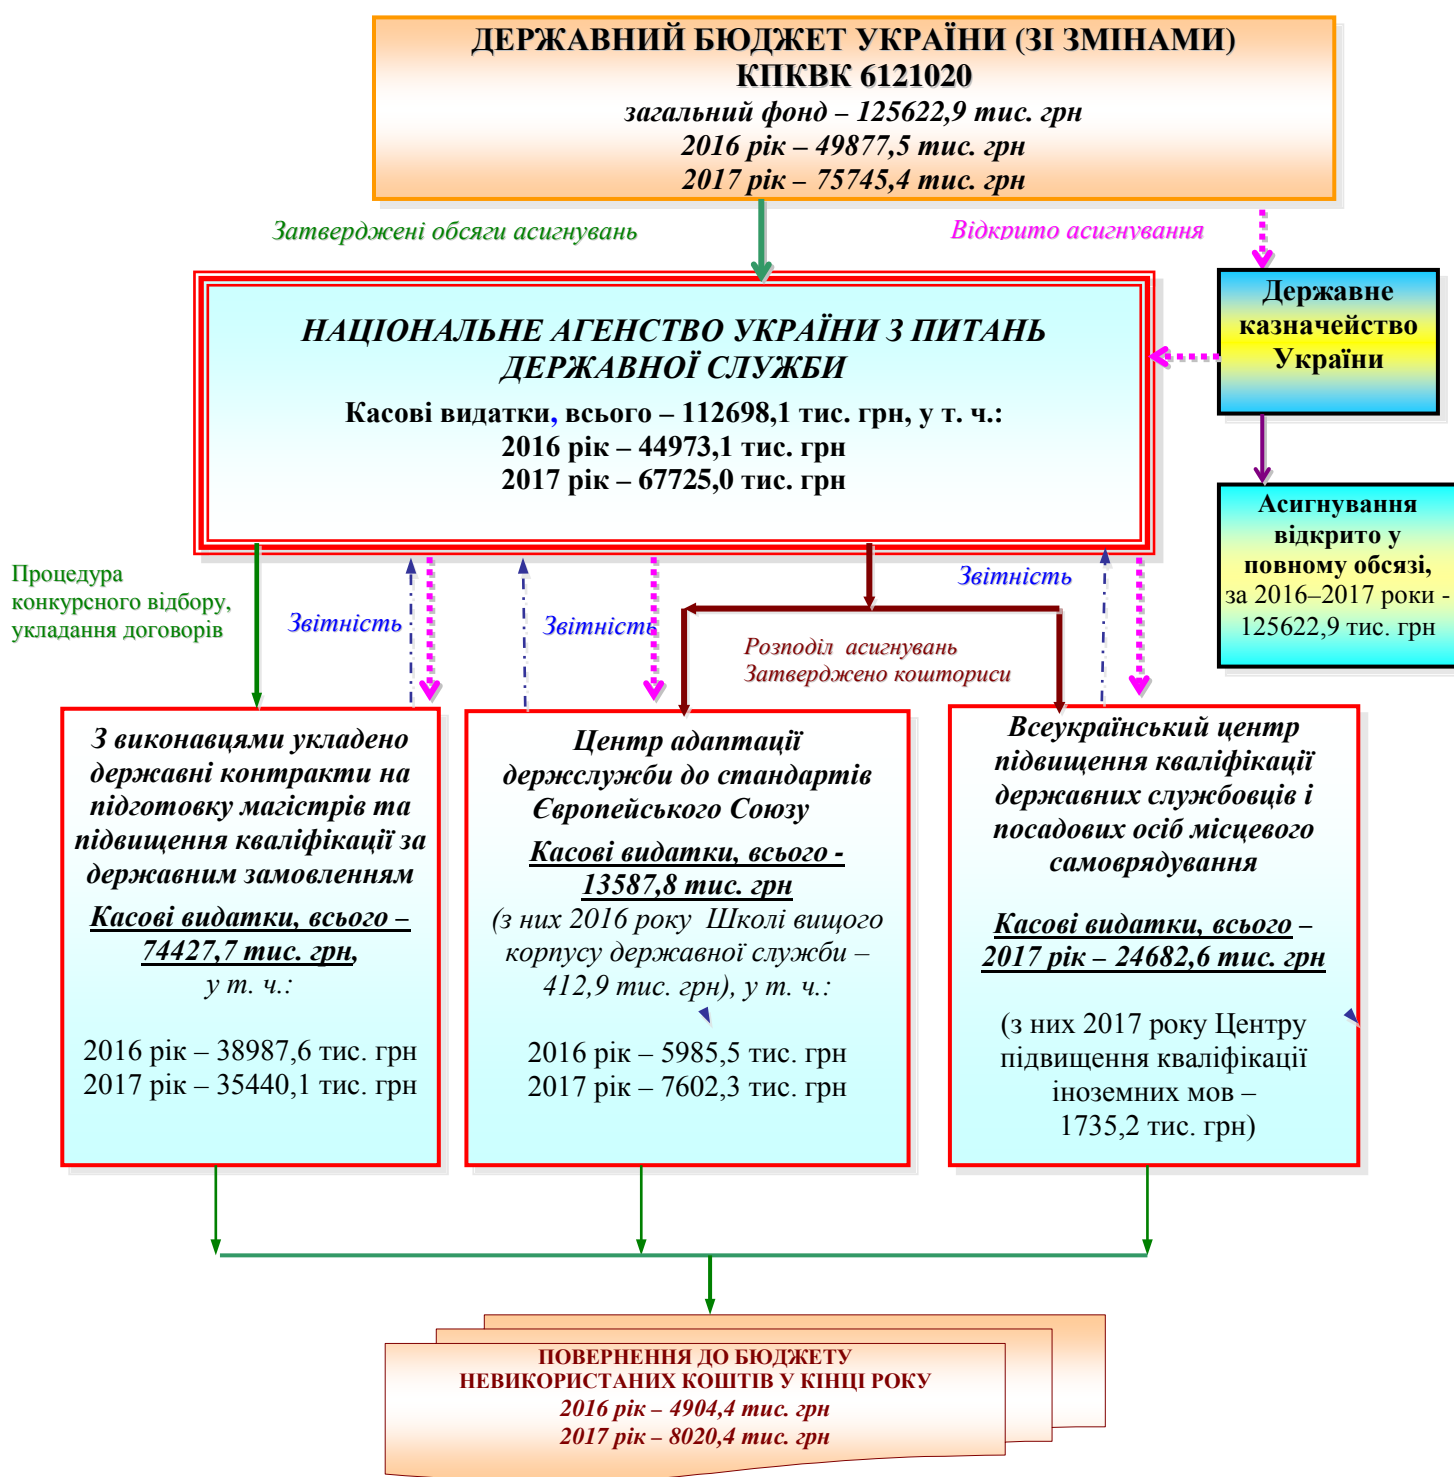 ДЕРЖАВНИЙ БЮДЖЕТ УКРАЇНИ (ЗІ ЗМІНАМИ)
КПКВК 6121020
загальний фонд – 125622,9 тис. грн
2016 рік – 49877,5 тис. грн
2017 рік – 75745,4 тис. грн
Затверджені обсяги асигнувань
Відкрито асигнування
НАЦІОНАЛЬНЕ АГЕНСТВО УКРАЇНИ З ПИТАНЬ
ДЕРЖАВНОЇ СЛУЖБИ
Касові видатки, всього – 112698,1 тис. грн, у т. ч.:
2016 рік – 44973,1 тис. грн
2017 рік – 67725,0 тис. грн
Державне
казначейство
України
Асигнування
відкрито у
повному обсязі,
за 2016–2017 роки -
125622,9 тис. грн
Процедура
конкурсного відбору,
укладання договорів
Звітність
Звітність
Звітність
Розподіл асигнувань
Затверджено кошториси
З виконавцями укладено
державні контракти на
підготовку магістрів та
підвищення кваліфікації за
державним замовленням
Касові видатки, всього –
74427,7 тис. грн,
у т. ч.:
2016 рік – 38987,6 тис. грн
2017 рік – 35440,1 тис. грн
Центр адаптації
держслужби до стандартів
Європейського Союзу
Касові видатки, всього -
13587,8 тис. грн
(з них 2016 року Школі вищого
корпусу державної служби –
412,9 тис. грн), у т. ч.:
2016 рік – 5985,5 тис. грн
2017 рік – 7602,3 тис. грн
Всеукраїнський центр
підвищення кваліфікації
державних службовців і
посадових осіб місцевого
самоврядування
Касові видатки, всього –
2017 рік – 24682,6 тис. грн
(з них 2017 року Центру
підвищення кваліфікації
іноземних мов –
1735,2 тис. грн)
ПОВЕРНЕННЯ ДО БЮДЖЕТУ
НЕВИКОРИСТАНИХ КОШТІВ У КІНЦІ РОКУ
2016 рік – 4904,4 тис. грн
2017 рік – 8020,4 тис. грн